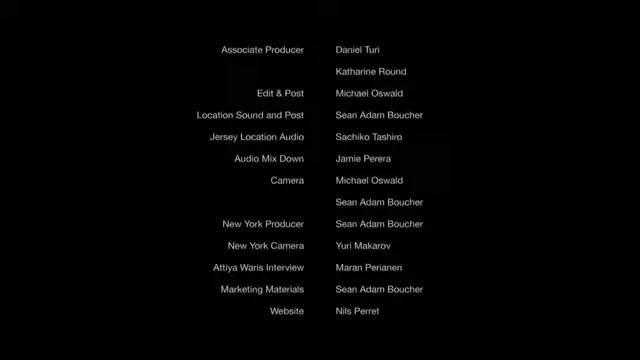 Associate Producer Daniel Turi
Katharine Round
Edit & Post Michael Oswald
Location Sound and Post Sean Adam Boucher
Jersey Location Audio Sachiko Tashiro
Audio Mix Down Jamie Perera
Camera Michael Oswald
Sean Adam Boucher
New York Producer Sean Adam Boucher
New York Camera Yuri Makarov
Attiya Waris Interview Maran Perianen
Marketing Materials Sean Adam Boucher
Website Nils Perret